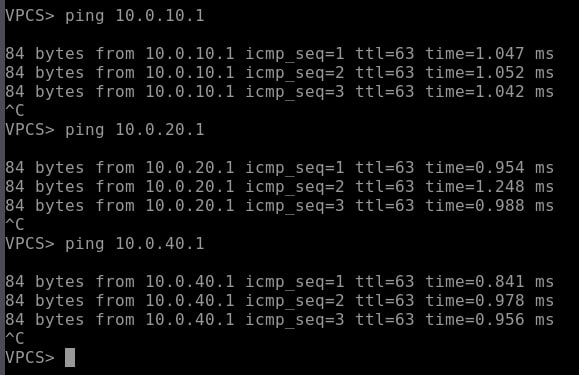 VPCS> ping 10.0.10.1
84 bytes from 10.0.10.1 icmp_seq=1 ttl=63 time=1.047 ms
84 bytes from 10.0.10.1 icmp_seq=2 ttl=63 time=1.052 ms
84 bytes from 10.0.10.1 icmp_seq=3 ttl=63 time=1.042 ms
^C
VPCS> ping 10.0.20.1
84 bytes from 10.0.20.1 icmp_seq=1 ttl=63 time=0.954 ms
84 bytes from 10.0.20.1 icmp_seq=2 ttl=63 time=1.248 ms
84 bytes from 10.0.20.1 icmp_seq=3 ttl=63 time=0.988 ms
^C
VPCS> ping 10.0.40.1
84 bytes from 10.0.40.1 icmp_seq=1 ttl=63 time=0.841 ms
84 bytes from 10.0.40.1 icmp_seq=2 ttl=63 time=0.978 ms
84 bytes from 10.0.40.1 icmp_seq=3 ttl=63 time=0.956 ms
^C
VPCS>